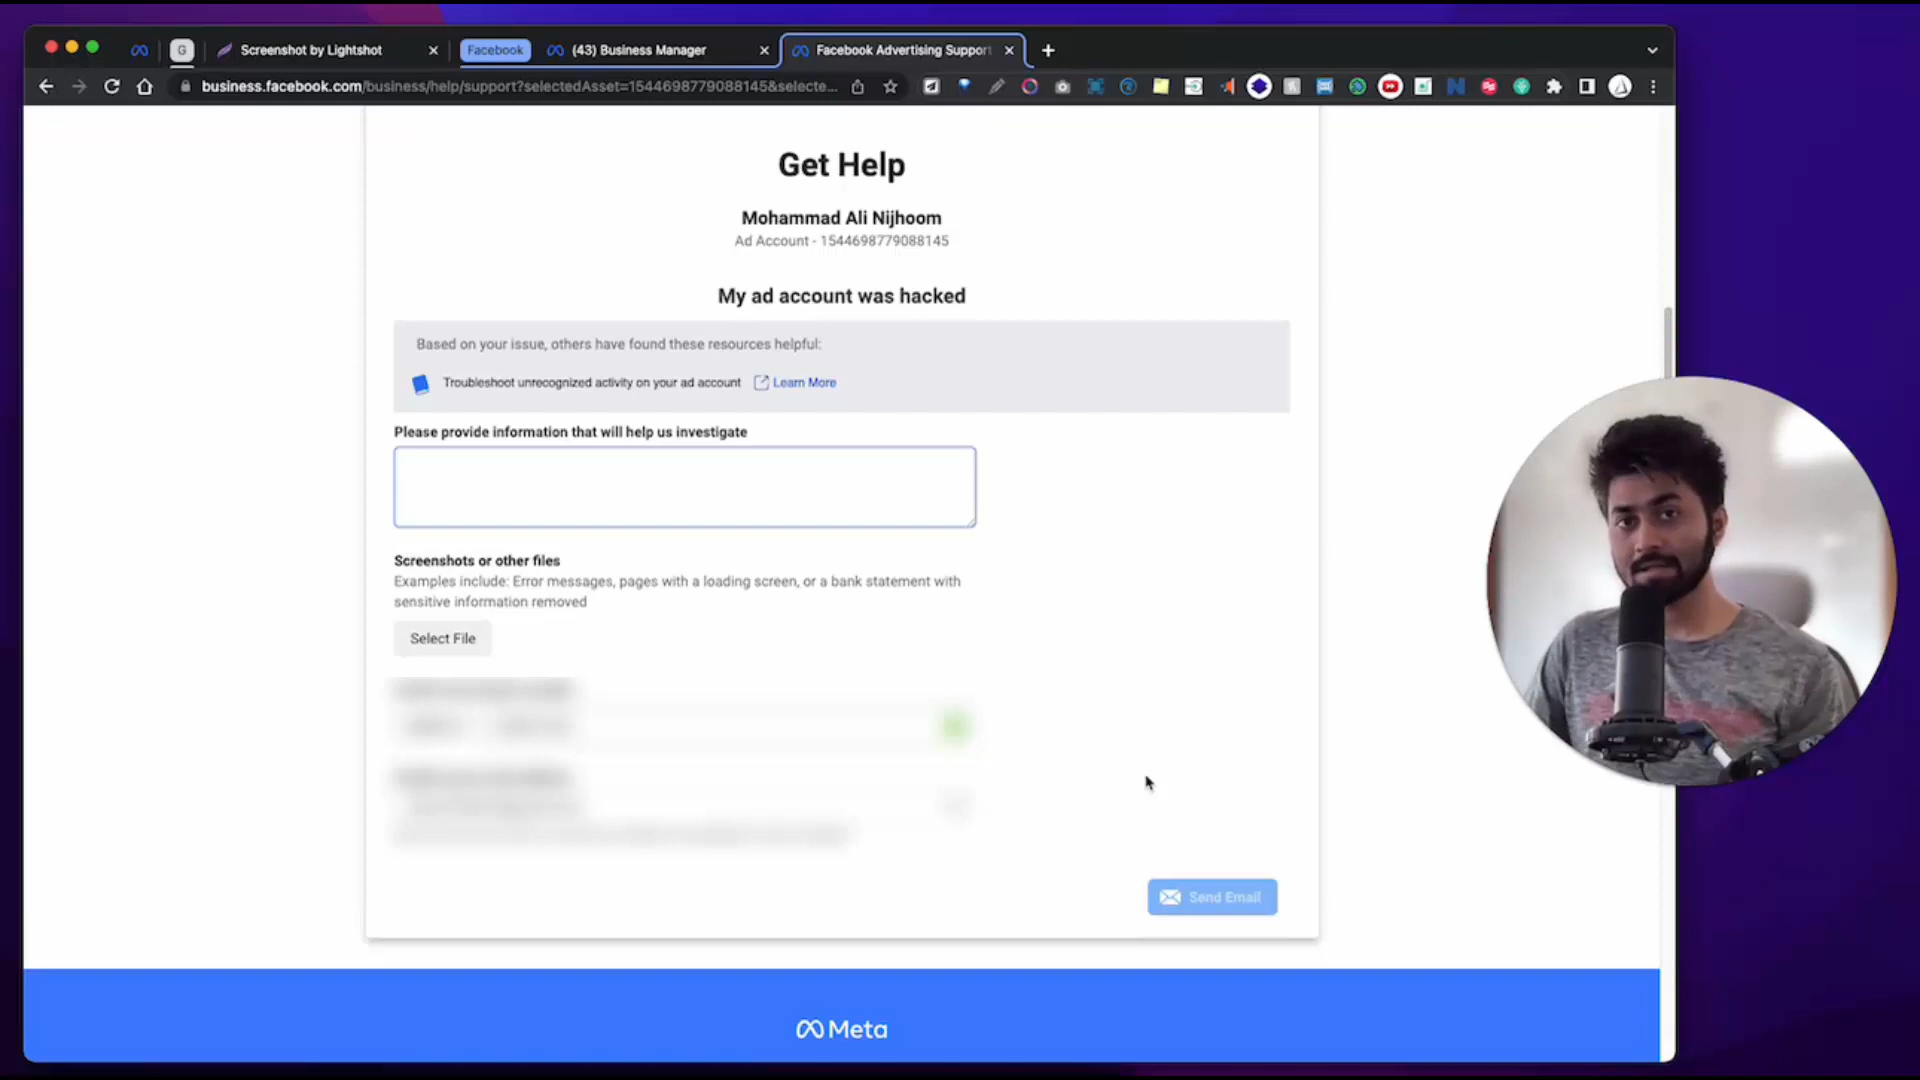 G
Screenshot by Lightshot
Facebook
(43) Business Manager
Facebook Advertising Support
business.facebook.com/business/help/support?selectedAsset=1544698779088145&selecte...
Get Help
Mohammad Ali Nijhoom
Ad Account - 1544698779088145
My ad account was hacked
Based on your issue, others have found these resources helpful:
Troubleshoot unrecognized activity on your ad account Learn More
Please provide information that will help us investigate
Screenshots or other files
Examples include: Error messages, pages with a loading screen, or a bank statement with
sensitive information removed
Select File
Send Email
Meta